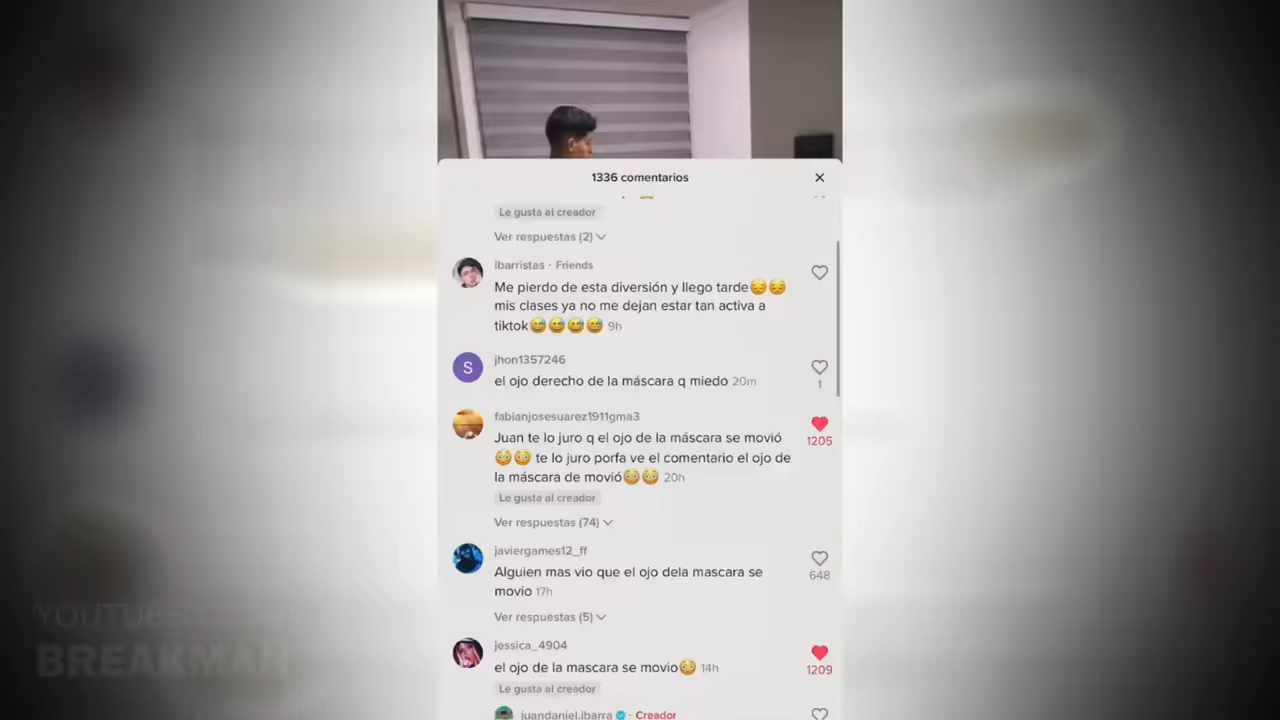 1336 comentarios
Le gusta al creador
Ver respuestas (2)
ibarristas · Friends
Me pierdo de esta diversión y llego tarde😔😔
mis clases ya no me dejan estar tan activa a
tiktok😅😅😅😅 9h
S
jhon1357246
el ojo derecho de la máscara q miedo 20m
1
fabianjosesuarez1911gma3
Juan te lo juro q el ojo de la máscara se movió
😳😳 te lo juro porfa ve el comentario el ojo de
la máscara de movió😳😳 20h
1205
Le gusta al creador
Ver respuestas (74)
javiergames12_ff
Alguien mas vio que el ojo dela mascara se
movio 17h
648
Ver respuestas (5)
jessica_4904
el ojo de la mascara se movio😳 14h
1209
Le gusta al creador
juandaniel.ibarra · Creador
YOUTUBE
BREAKMAN